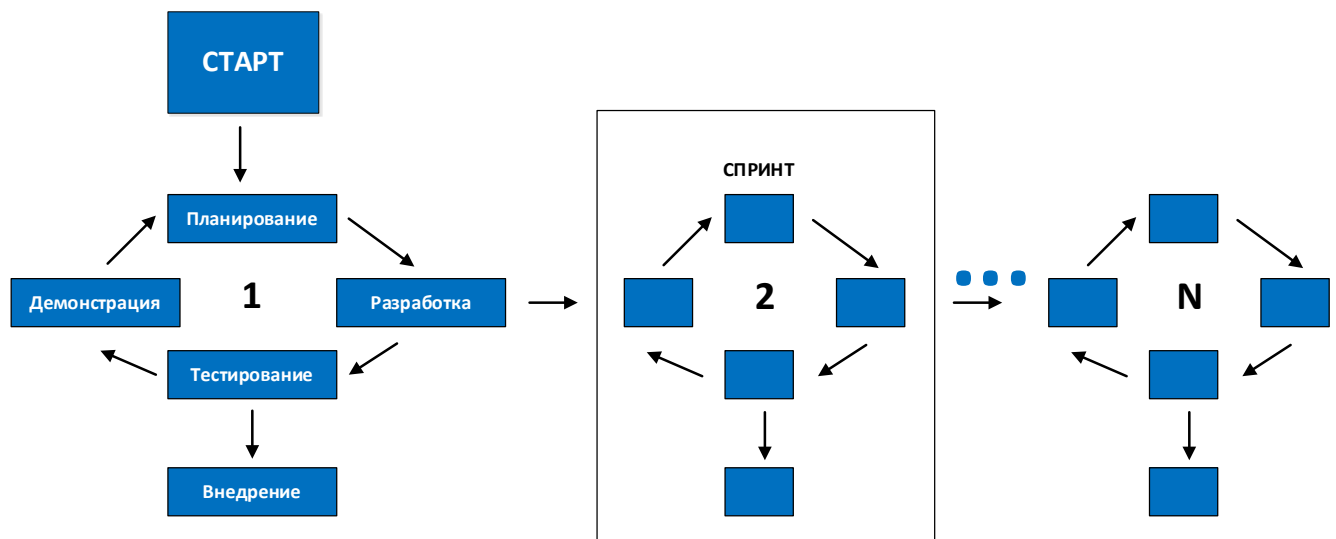 СТАРТ
СПРИНТ
Планирование
Демонстрация
1
Разработка
2
N
Тестирование
Внедрение